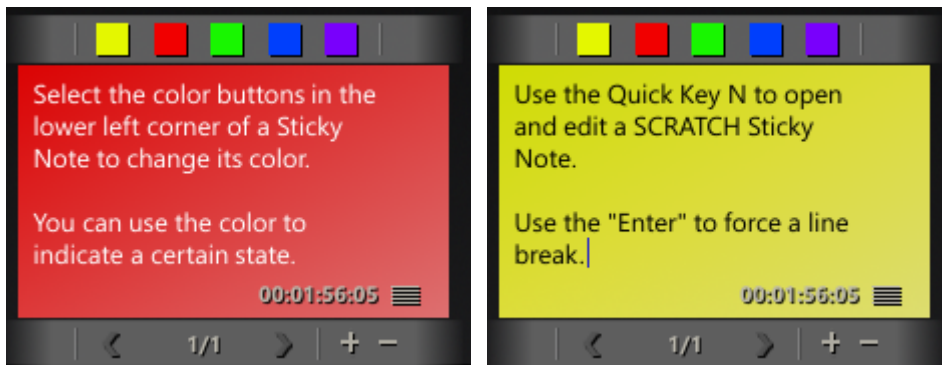 Select the color buttons in the
lower left corner of a Sticky
Note to change its color.
You can use the color to
indicate a certain state.
00:01:56:05
1/1
Use the Quick Key N to open
and edit a SCRATCH Sticky
Note.
Use the "Enter" to force a line
break.
00:01:56:05
1/1